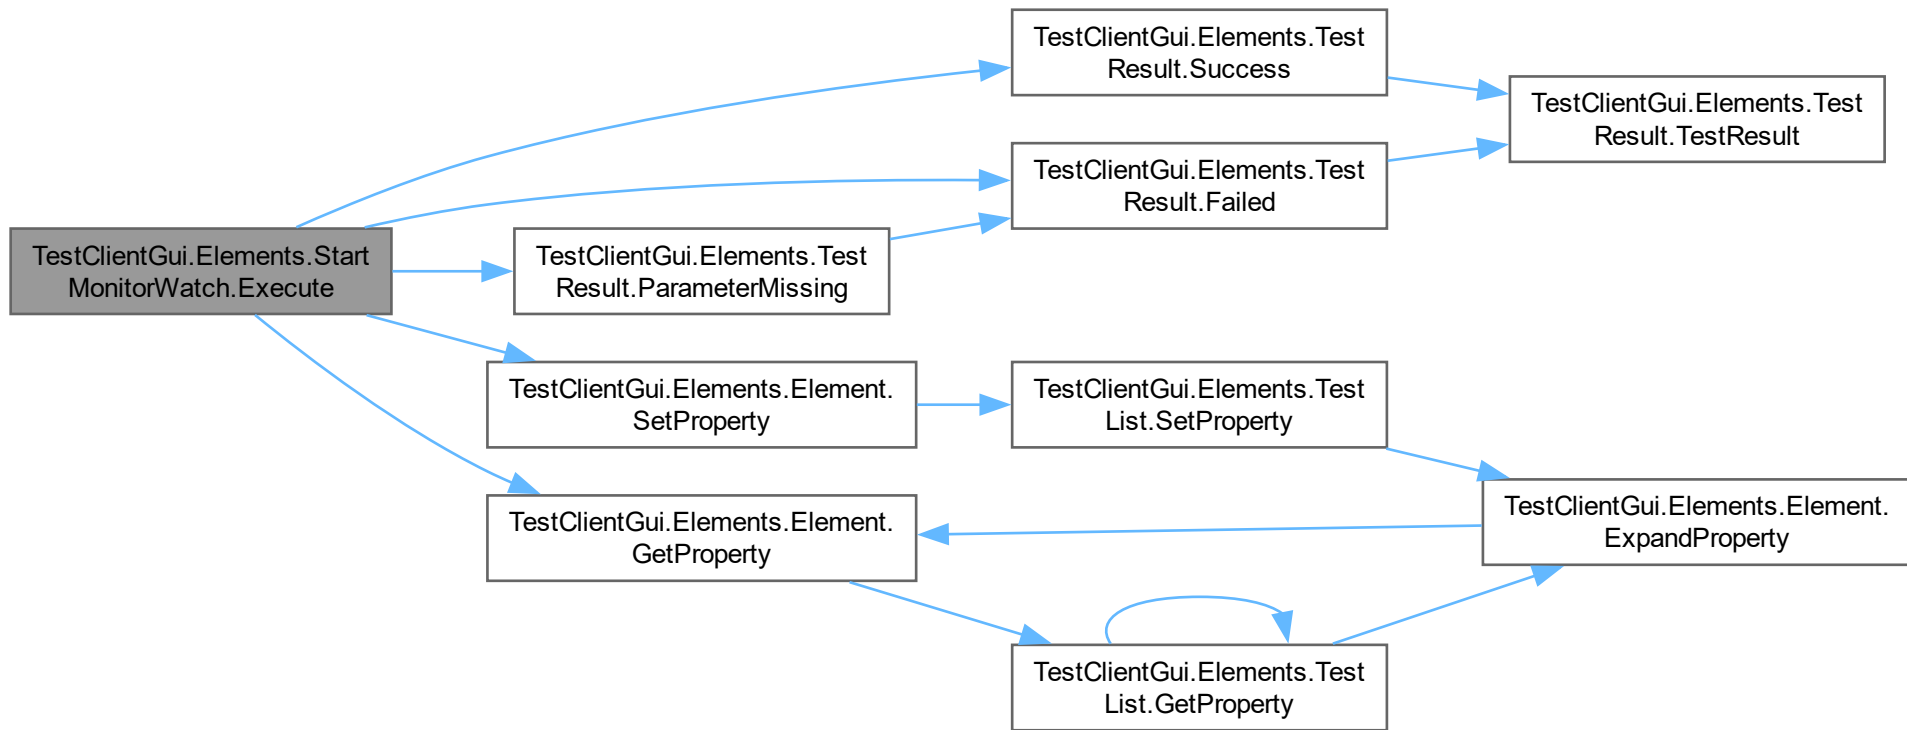 TestClientGui.Elements.Start
MonitorWatch.Execute
TestClientGui.Elements.Test
Result.Success
TestClientGui.Elements.Test
Result.Failed
TestClientGui.Elements.Test
Result.TestResult
TestClientGui.Elements.Test
Result.ParameterMissing
TestClientGui.Elements.Element.
SetProperty
TestClientGui.Elements.Test
List.SetProperty
TestClientGui.Elements.Element.
GetProperty
TestClientGui.Elements.Element.
ExpandProperty
TestClientGui.Elements.Test
List.GetProperty